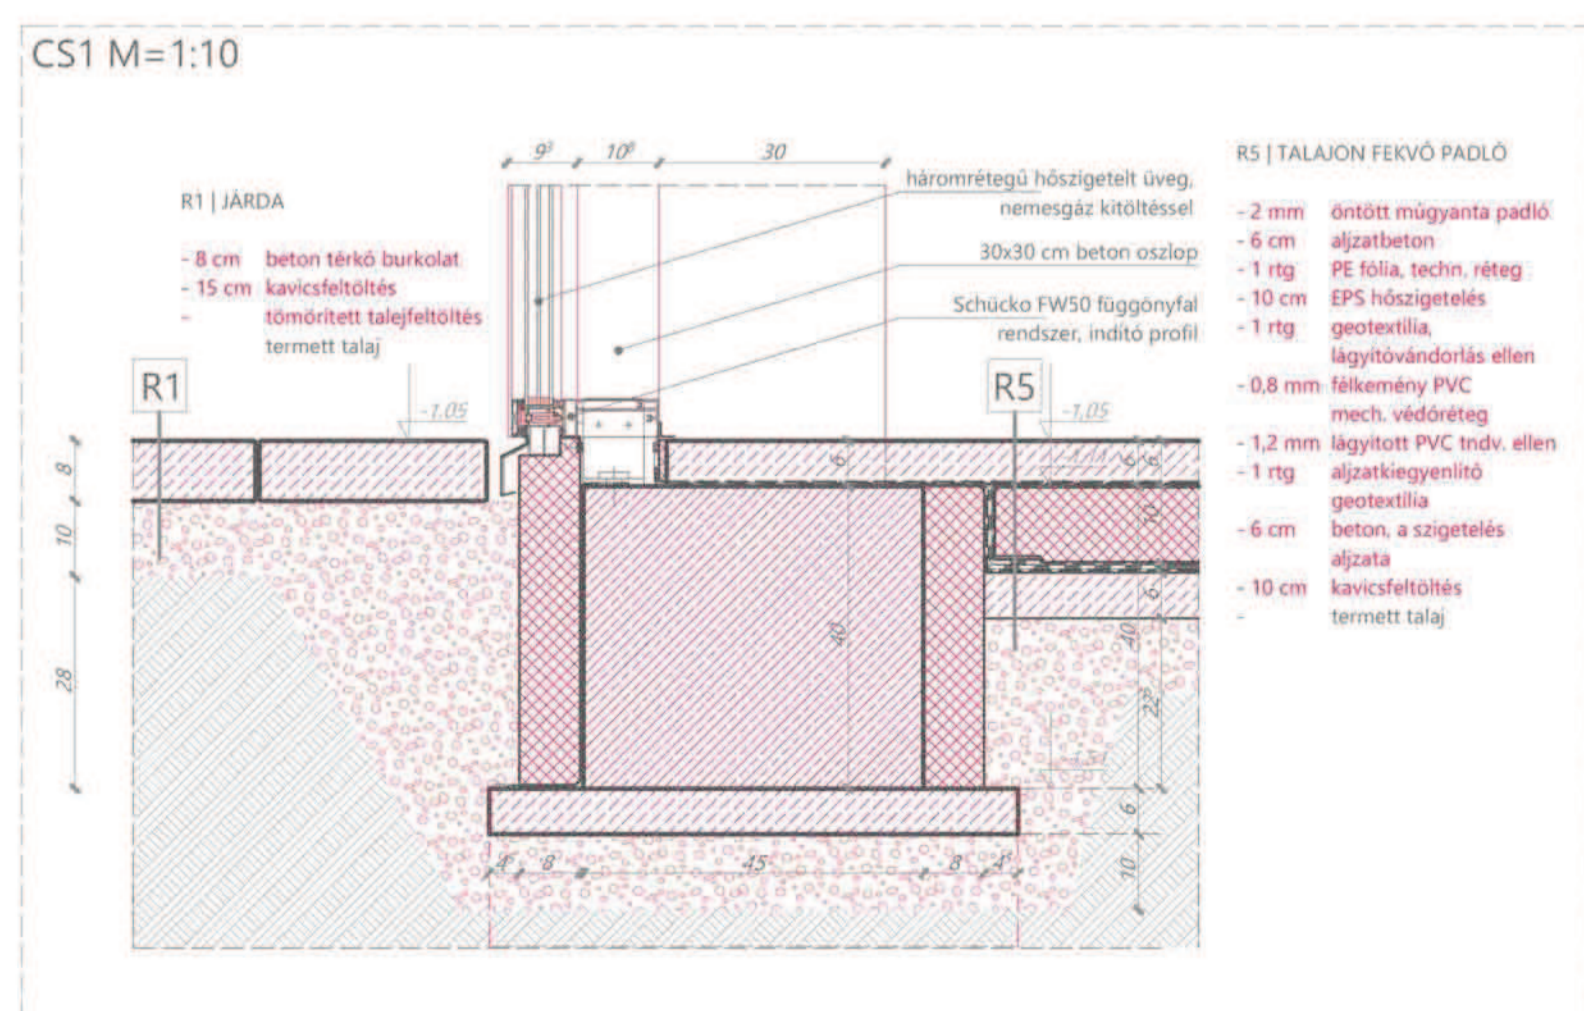 CS1 M=1:10
R1 | JÁRDA
- 8 cm beton térkő burkolat
- 15 cm kavicsfeltöltés
- tömörített talejfeltöltés
termett talaj
R1
-1,05
9³ 10⁸ 30
háromrétegű hőszigetelt üveg,
nemesgáz kitöltéssel
30x30 cm beton oszlop
Schücko FW50 függönyfal
rendszer, indító profil
R5
-1,05
R5 | TALAJON FEKVŐ PADLÓ
- 2 mm öntött műgyanta padló
- 6 cm aljzatbeton
- 1 rtg PE fólia, techn. réteg
- 10 cm EPS hőszigetelés
- 1 rtg geotextília,
lágyítóvándorlás ellen
- 0,8 mm félkemény PVC
mech. védőréteg
- 1,2 mm lágyított PVC tndv. ellen
- 1 rtg aljzatkiegyenlítő
geotextília
- 6 cm beton, a szigetelés
aljzata
- 10 cm kavicsfeltöltés
- termett talaj
8
10
28
6
40
6
6
10
6
40
6
10
4⁵ 8 45 8 4⁵